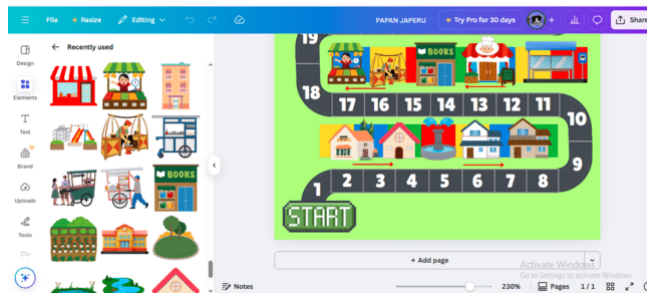 File
Resize
Editing
PAPAN JAPERU
Try Pro for 30 days
Share
Design
Elements
Text
Brand
Uploads
Tools
Recently used
BOOKS
19
BOOKS
18
17 16 15 14 13 12 11
10
9
1
2 3 4 5 6 7 8
START
+ Add page
Activate Windows
Go to Settings to activate Windows.
Notes
230%
Pages
1 / 1